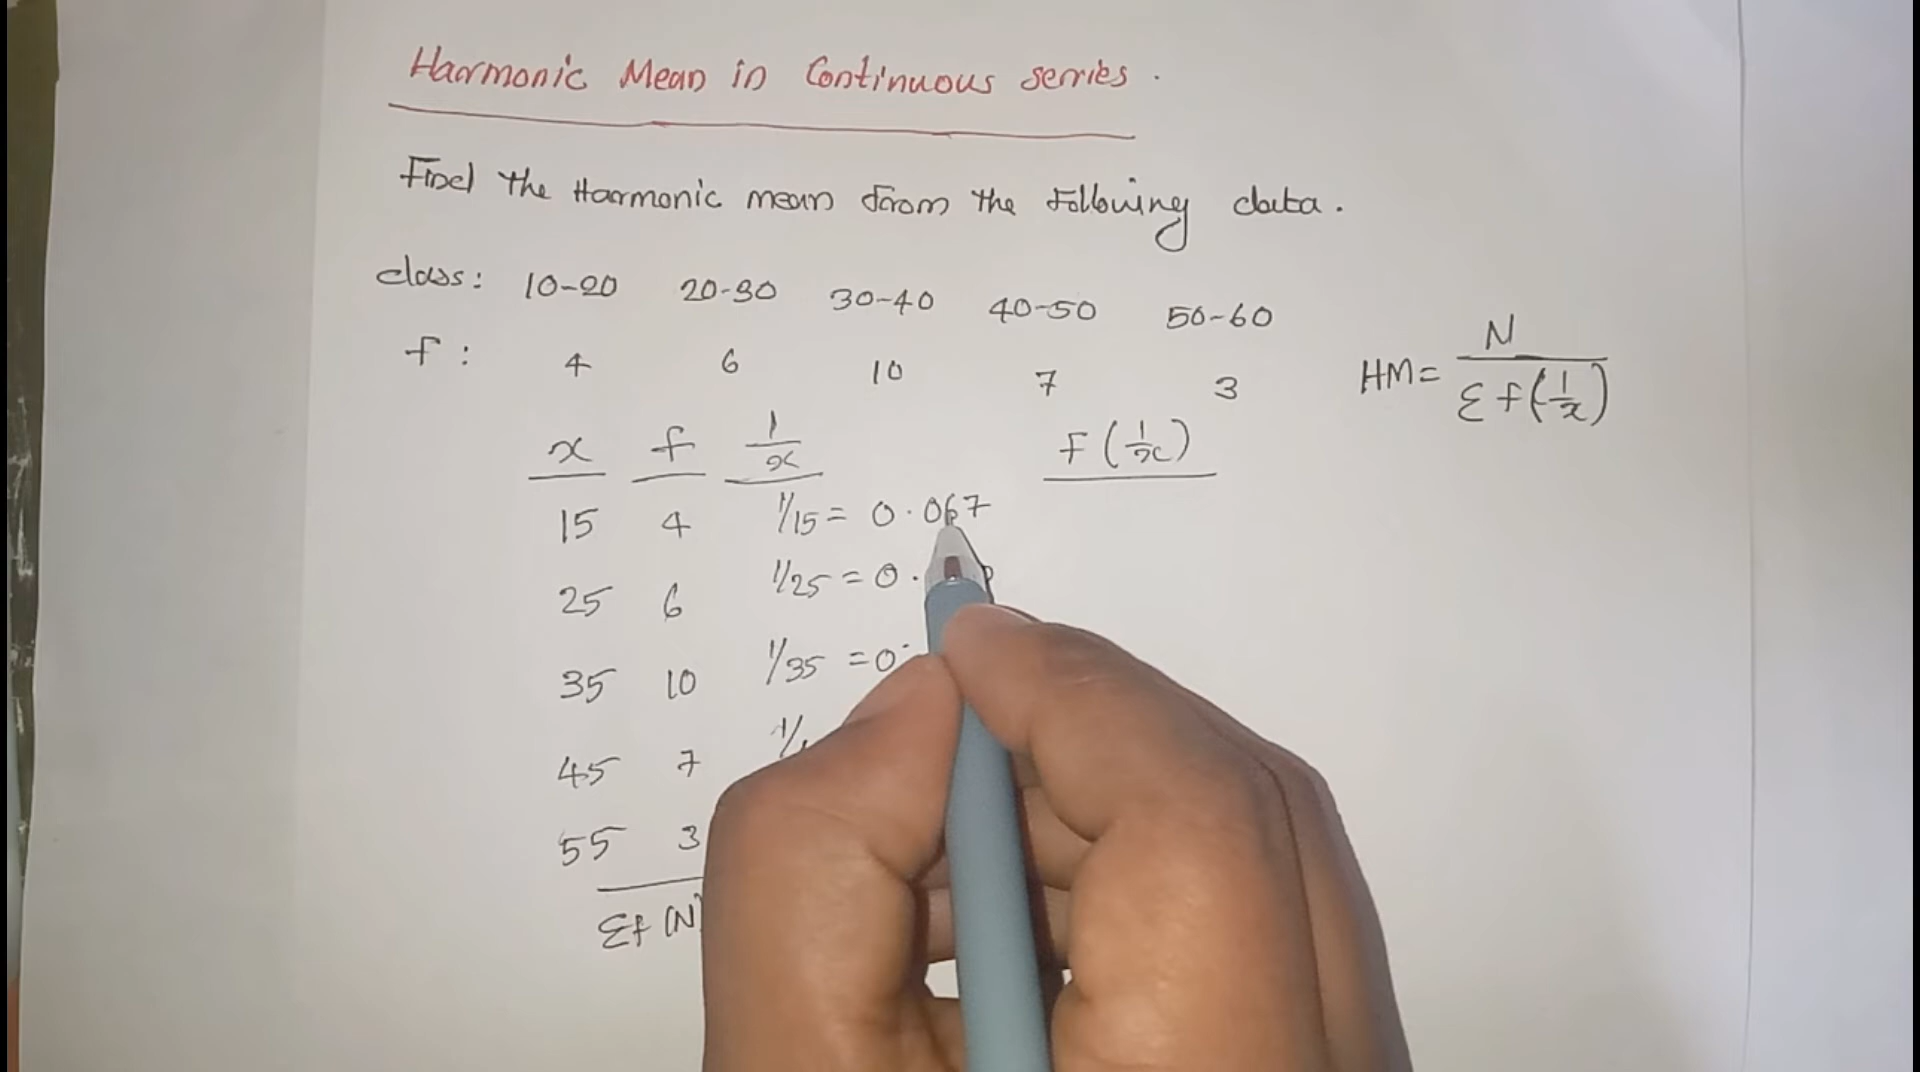 Harmonic Mean in Continuous series.
Find the Harmonic mean from the following data.
class: 10-20 20-30 30-40 40-50 50-60
f: 4 6 10 7 3
HM = N / Σf(1/x)
x f 1/x F(1/x)
15 4 1/15 = 0.067
25 6 1/25 = 0.
35 10 1/35 = 0.
45 7
55 3
Σf (N)